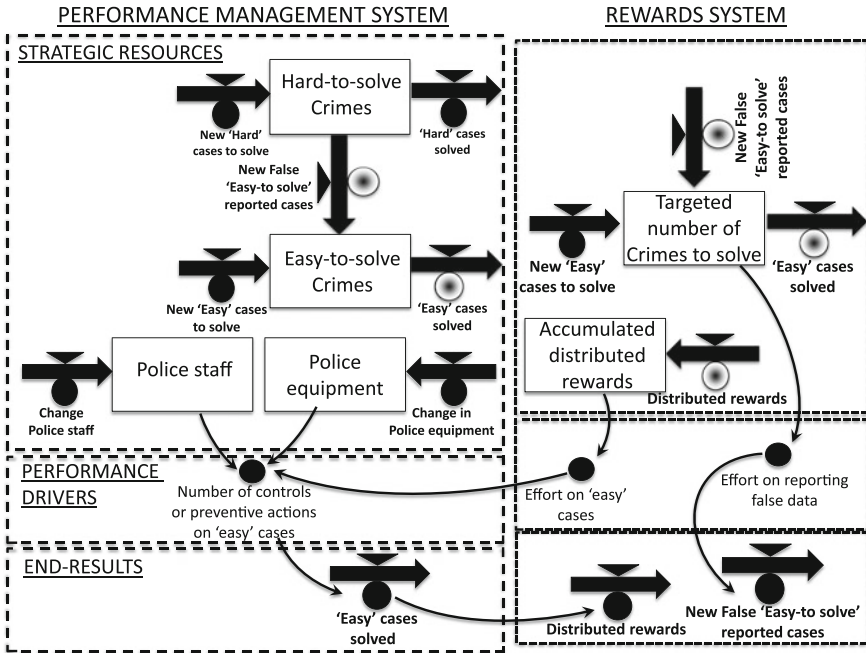 PERFORMANCE MANAGEMENT SYSTEM
STRATEGIC RESOURCES
Hard-to-solve
Crimes
New ‘Hard’
cases to solve
‘Hard’ cases
solved
New False
‘Easy-to solve’
reported cases
Easy-to-solve
Crimes
New ‘Easy’ cases
to solve
‘Easy’ cases
solved
Police staff
Police
equipment
Change
Police staff
Change in
Police equipment
PERFORMANCE
DRIVERS
Number of controls
or preventive actions
on ‘easy’ cases
END-RESULTS
‘Easy’ cases
solved
REWARDS SYSTEM
New False
‘Easy-to solve’
reported cases
Targeted
number of
Crimes to solve
New ‘Easy’
cases to solve
‘Easy’ cases
solved
Accumulated
distributed
rewards
Distributed rewards
Effort on ‘easy’
cases
Effort on reporting
false data
Distributed rewards
New False ‘Easy-to solve’
reported cases